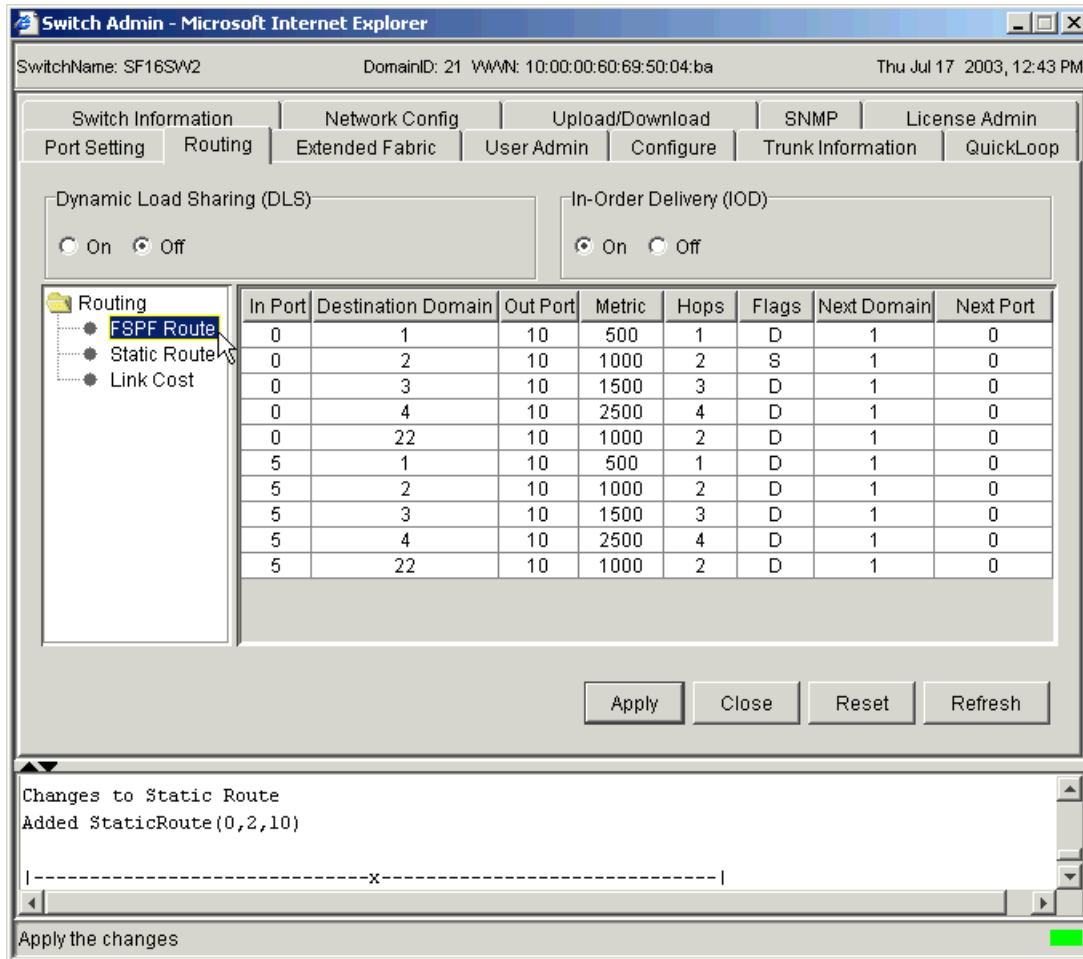 Switch Admin - Microsoft Internet Explorer
SwitchName: SF16SW2 DomainID: 21 WWN: 10:00:00:60:69:50:04:ba Thu Jul 17 2003, 12:43 PM
Switch Information Network Config Upload/Download SNMP License Admin
Port Setting Routing Extended Fabric User Admin Configure Trunk Information QuickLoop
Dynamic Load Sharing (DLS) In-Order Delivery (IOD)
On Off On Off
Routing
FSPF Route
Static Route
Link Cost
In Port Destination Domain Out Port Metric Hops Flags Next Domain Next Port
0 1 10 500 1 D 1 0
0 2 10 1000 2 S 1 0
0 3 10 1500 3 D 1 0
0 4 10 2500 4 D 1 0
0 22 10 1000 2 D 1 0
5 1 10 500 1 D 1 0
5 2 10 1000 2 D 1 0
5 3 10 1500 3 D 1 0
5 4 10 2500 4 D 1 0
5 22 10 1000 2 D 1 0
Apply Close Reset Refresh
Changes to Static Route
Added StaticRoute(0,2,10)
|------------------------------x------------------------------|
Apply the changes